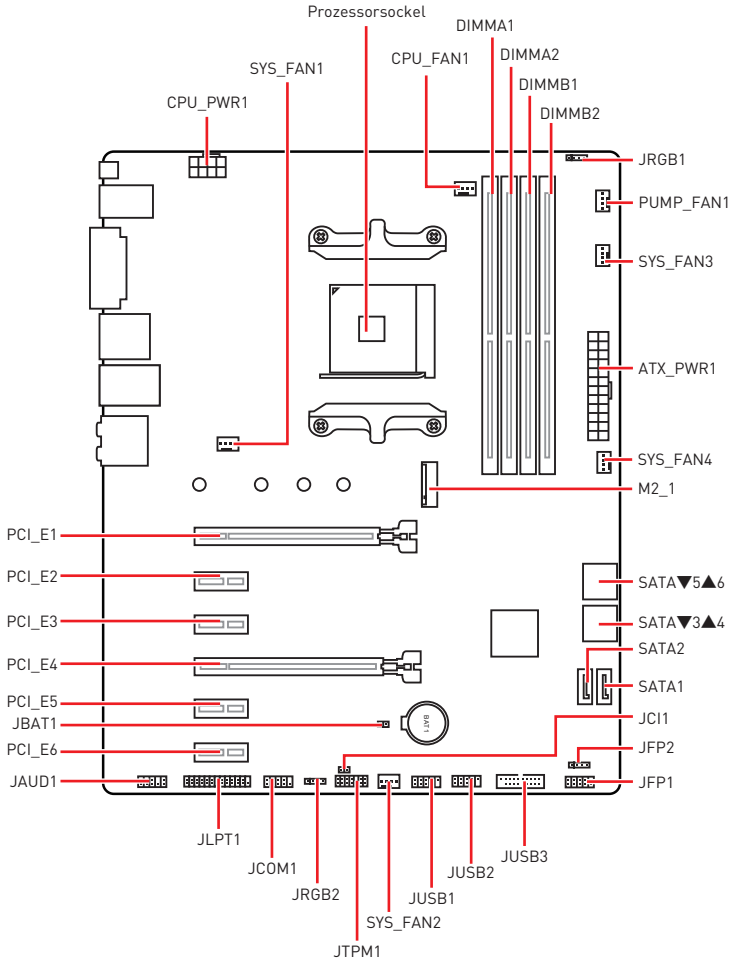 Prozessorsockel
DIMMA1
CPU_FAN1
DIMMA2
SYS_FAN1
DIMMB1
CPU_PWR1
DIMMB2
JRGB1
PUMP_FAN1
SYS_FAN3
ATX_PWR1
SYS_FAN4
M2_1
PCI_E1
PCI_E2
SATA▼5▲6
PCI_E3
SATA▼3▲4
SATA2
PCI_E4
SATA1
PCI_E5
JCI1
JBAT1
BAT1
PCI_E6
JFP2
JAUD1
JFP1
JLPT1
JCOM1
JRGB2
JTPM1
SYS_FAN2
JUSB1
JUSB2
JUSB3